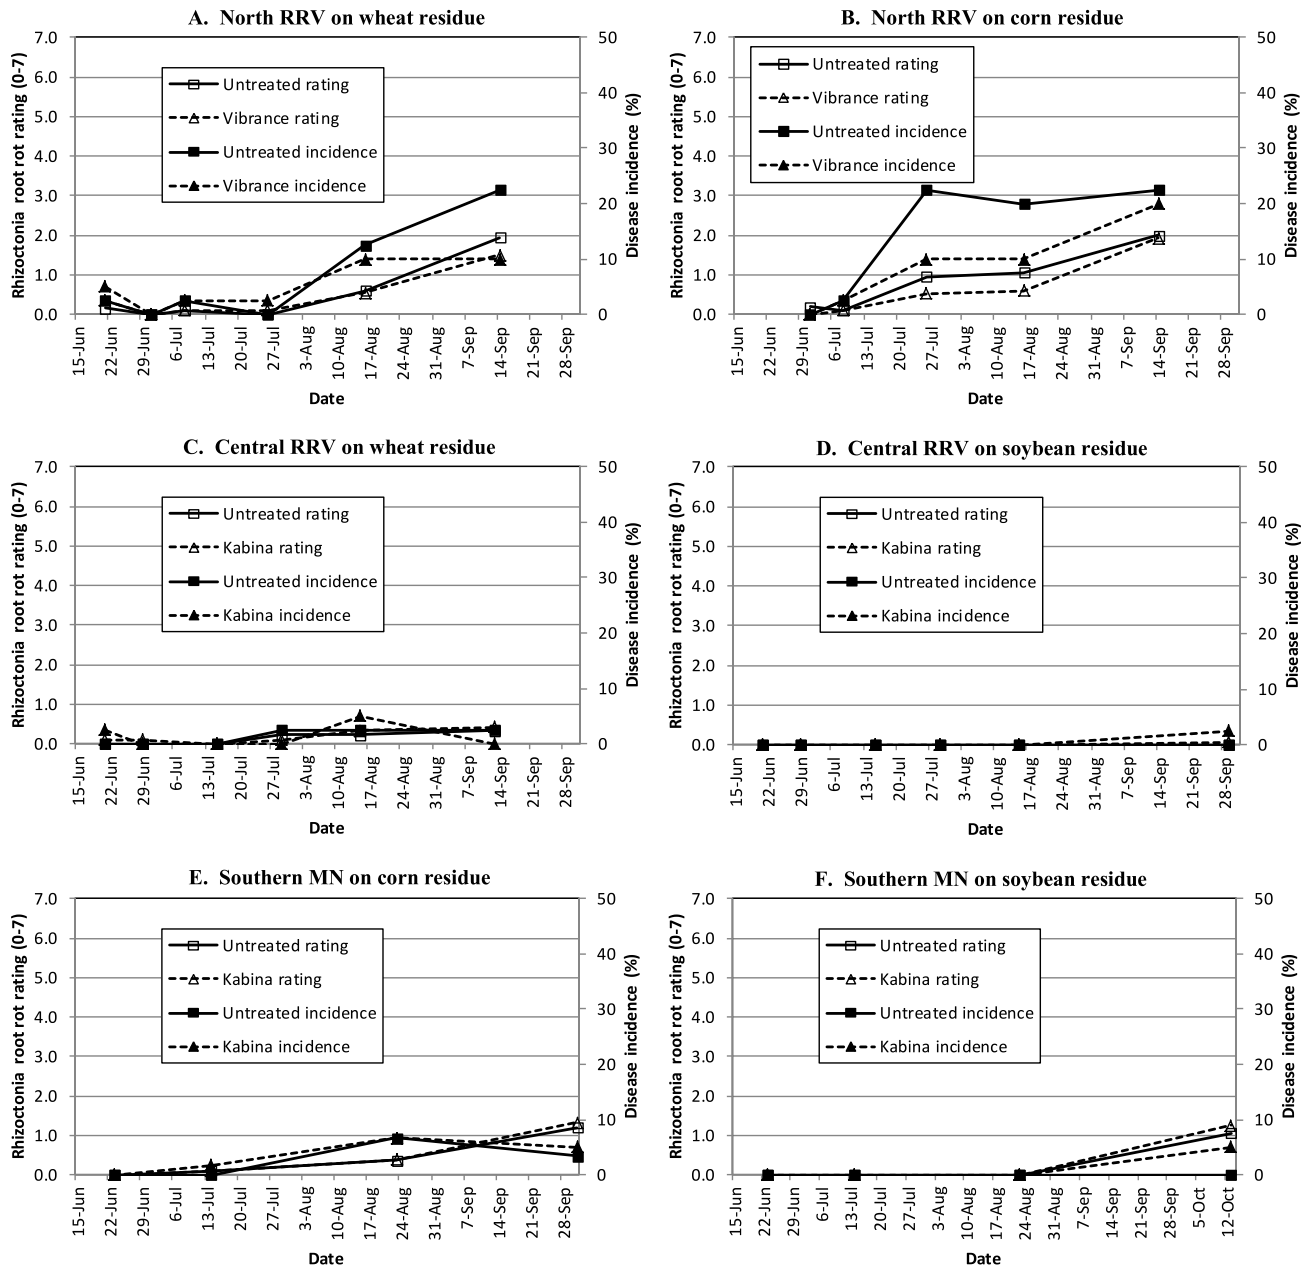 A. North RRV on wheat residue
Rhizoctonia root rot rating (0-7)
7.0
6.0
5.0
4.0
3.0
2.0
1.0
0.0
Untreated rating
Vibrance rating
Untreated incidence
Vibrance incidence
50
40
30
20
10
0
Disease incidence (%)
15-Jun
22-Jun
29-Jun
6-Jul
13-Jul
20-Jul
27-Jul
3-Aug
10-Aug
17-Aug
24-Aug
31-Aug
7-Sep
14-Sep
21-Sep
28-Sep
Date
B. North RRV on corn residue
Rhizoctonia root rot rating (0-7)
7.0
6.0
5.0
4.0
3.0
2.0
1.0
0.0
Untreated rating
Vibrance rating
Untreated incidence
Vibrance incidence
50
40
30
20
10
0
Disease incidence (%)
15-Jun
22-Jun
29-Jun
6-Jul
13-Jul
20-Jul
27-Jul
3-Aug
10-Aug
17-Aug
24-Aug
31-Aug
7-Sep
14-Sep
21-Sep
28-Sep
Date
C. Central RRV on wheat residue
Rhizoctonia root rot rating (0-7)
7.0
6.0
5.0
4.0
3.0
2.0
1.0
0.0
Untreated rating
Kabina rating
Untreated incidence
Kabina incidence
50
40
30
20
10
0
Disease incidence (%)
15-Jun
22-Jun
29-Jun
6-Jul
13-Jul
20-Jul
27-Jul
3-Aug
10-Aug
17-Aug
24-Aug
31-Aug
7-Sep
14-Sep
21-Sep
28-Sep
Date
D. Central RRV on soybean residue
Rhizoctonia root rot rating (0-7)
7.0
6.0
5.0
4.0
3.0
2.0
1.0
0.0
Untreated rating
Kabina rating
Untreated incidence
Kabina incidence
50
40
30
20
10
0
Disease incidence (%)
15-Jun
22-Jun
29-Jun
6-Jul
13-Jul
20-Jul
27-Jul
3-Aug
10-Aug
17-Aug
24-Aug
31-Aug
7-Sep
14-Sep
21-Sep
28-Sep
Date
E. Southern MN on corn residue
Rhizoctonia root rot rating (0-7)
7.0
6.0
5.0
4.0
3.0
2.0
1.0
0.0
Untreated rating
Kabina rating
Untreated incidence
Kabina incidence
50
40
30
20
10
0
Disease incidence (%)
15-Jun
22-Jun
29-Jun
6-Jul
13-Jul
20-Jul
27-Jul
3-Aug
10-Aug
17-Aug
24-Aug
31-Aug
7-Sep
14-Sep
21-Sep
28-Sep
Date
F. Southern MN on soybean residue
Rhizoctonia root rot rating (0-7)
7.0
6.0
5.0
4.0
3.0
2.0
1.0
0.0
Untreated rating
Kabina rating
Untreated incidence
Kabina incidence
50
40
30
20
10
0
Disease incidence (%)
15-Jun
22-Jun
29-Jun
6-Jul
13-Jul
20-Jul
27-Jul
3-Aug
10-Aug
17-Aug
24-Aug
31-Aug
7-Sep
14-Sep
21-Sep
28-Sep
5-Oct
12-Oct
Date